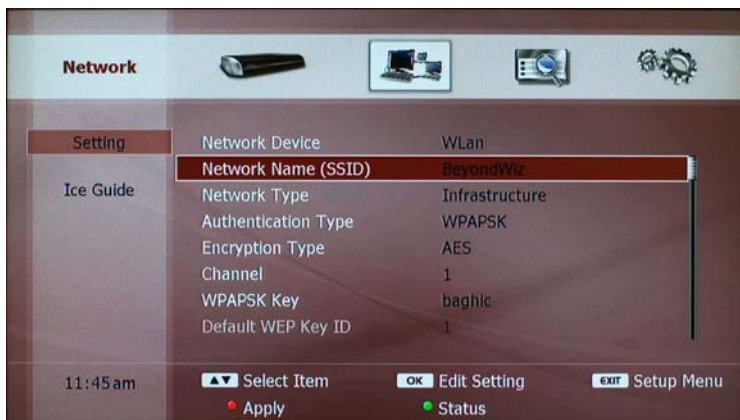 Network
Setting
Ice Guide
Network Device WLan
Network Name (SSID) BeyondWiz
Network Type Infrastructure
Authentication Type WPAPSK
Encryption Type AES
Channel 1
WPAPSK Key baghic
Default WEP Key ID 1
11:45 am
Select Item OK Edit Setting EXIT Setup Menu
Apply Status